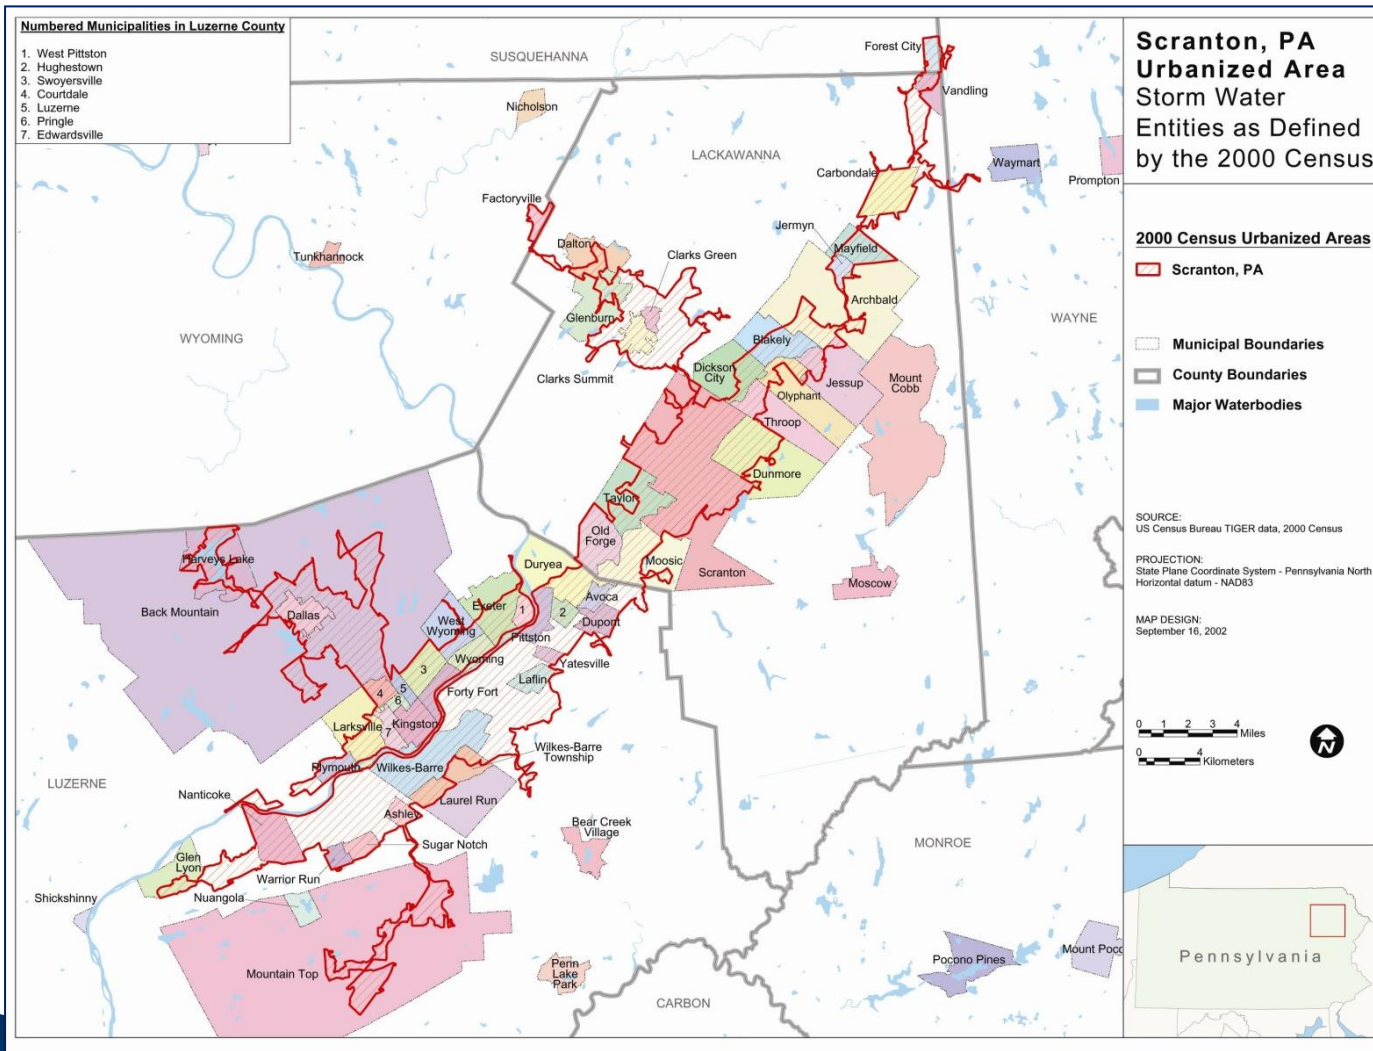 Numbered Municipalities in Luzerne County
1. West Pittston
2. Hughestown
3. Swoyersville
4. Courtdale
5. Luzerne
6. Pringle
7. Edwardsville
Scranton, PA
Urbanized Area
Storm Water
Entities as Defined
by the 2000 Census
2000 Census Urbanized Areas
Scranton, PA
Municipal Boundaries
County Boundaries
Major Waterbodies
SOURCE:
US Census Bureau TIGER data, 2000 Census
PROJECTION:
State Plane Coordinate System - Pennsylvania North
Horizontal datum - NAD83
MAP DESIGN:
September 16, 2002
0 1 2 3 4
Miles
0 4
Kilometers
N
Pennsylvania
SUSQUEHANNA
Forest City
Vandling
Nicholson
LACKAWANNA
Waymart
Prompton
Carbondale
Factoryville
Jermyn
Mayfield
Dalton
Clarks Green
Tunkhannock
Archbald
Glenburn
WAYNE
WYOMING
Blakely
Clarks Summit
Dickson
City
Jessup
Mount
Cobb
Olyphant
Throop
Dunmore
Taylor
Old
Forge
Moosic
Scranton
Moscow
Duryea
Harveys Lake
Back Mountain
Dallas
Exeter
1
2
Avoca
West
Wyoming
Pittston
Dupont
Wyoming
Yatesville
3
Laflin
4
5
6
Forty Fort
Larksville
7
Kingston
Wilkes-Barre
Township
Plymouth
Wilkes-Barre
LUZERNE
Nanticoke
Laurel Run
Ashley
Bear Creek
Village
Sugar Notch
MONROE
Glen
Lyon
Warrior Run
Shickshinny
Nuangola
Mountain Top
Penn
Lake
Park
Pocono Pines
Mount Poco
CARBON